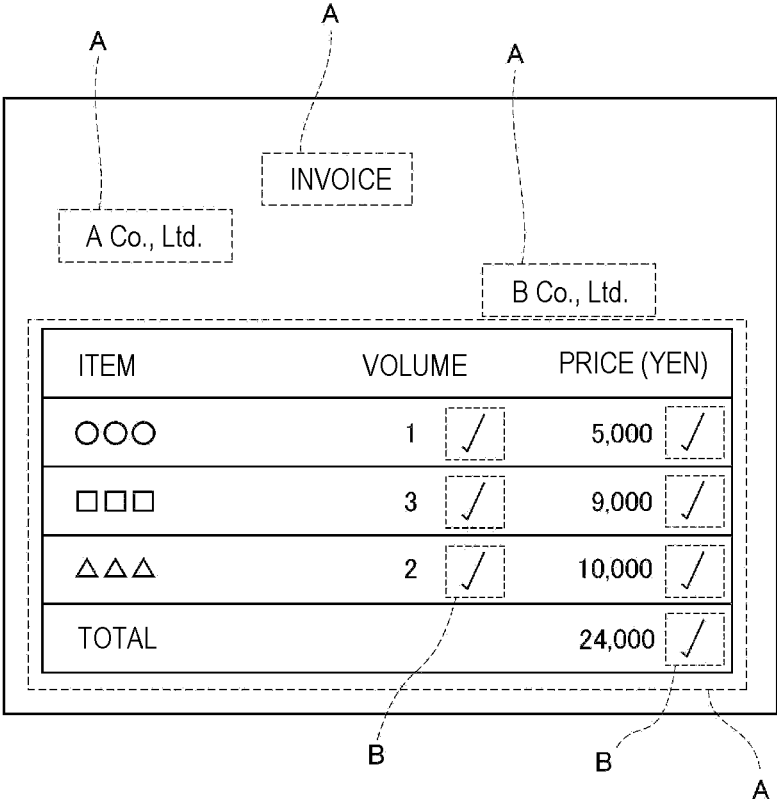 A
A
A
INVOICE
A Co., Ltd.
B Co., Ltd.
ITEM VOLUME PRICE (YEN)
○○○ 1 ✓ 5,000 ✓
□□□ 3 ✓ 9,000 ✓
△△△ 2 ✓ 10,000 ✓
TOTAL 24,000 ✓
B
B
A